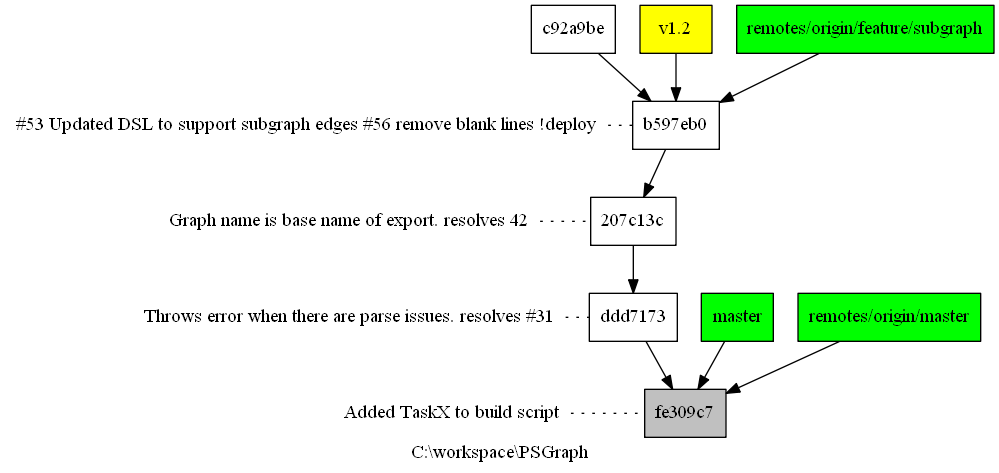 c92a9be
v1.2
remotes/origin/feature/subgraph
#53 Updated DSL to support subgraph edges #56 remove blank lines !deploy
b597eb0
Graph name is base name of export. resolves 42
207c13c
Throws error when there are parse issues. resolves #31
ddd7173
master
remotes/origin/master
Added TaskX to build script
fe309c7
C:\workspace\PSGraph